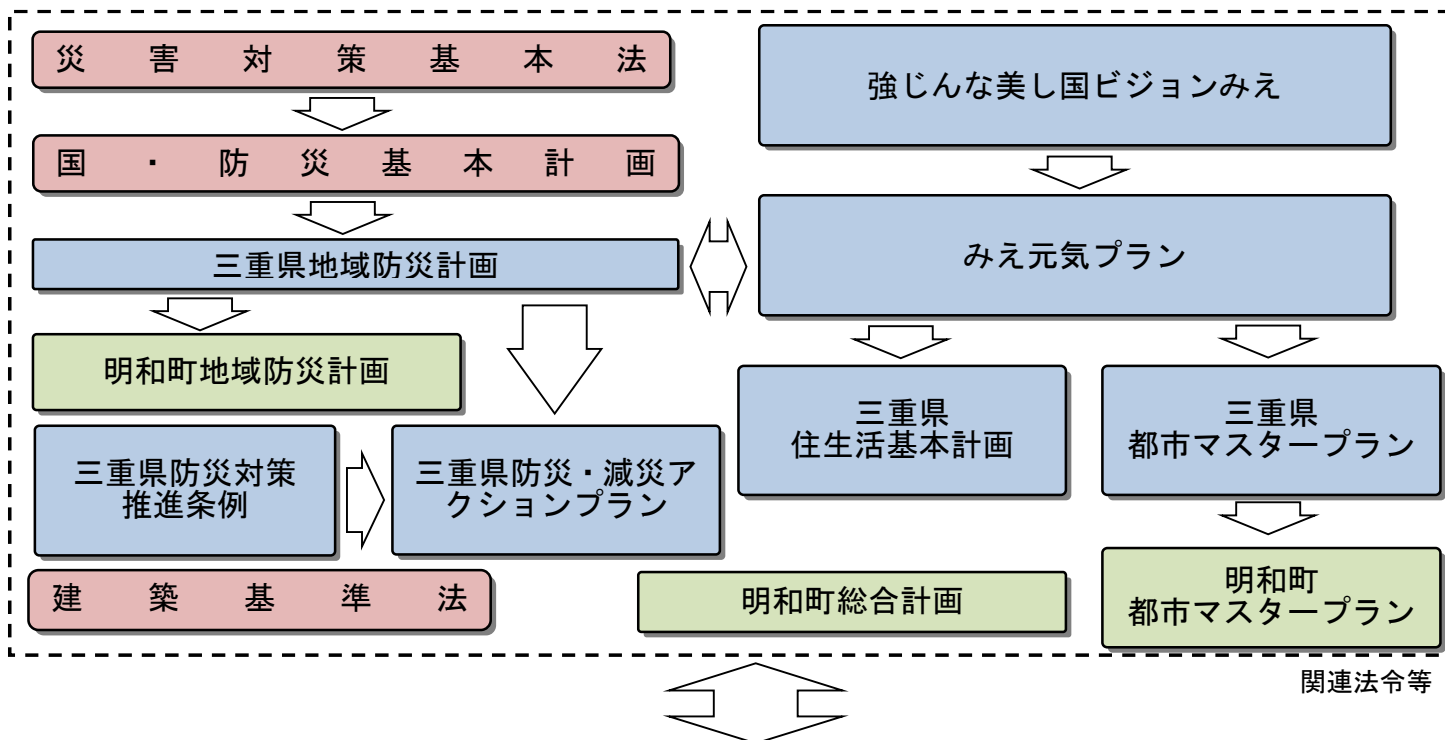 災害対策基本法
国・防災基本計画
三重県地域防災計画
明和町地域防災計画
三重県防災対策
推進条例
三重県防災・減災ア
クションプラン
建築基準法
強じんな美し国ビジョンみえ
みえ元気プラン
三重県
住生活基本計画
三重県
都市マスタープラン
明和町総合計画
明和町
都市マスタープラン
関連法令等